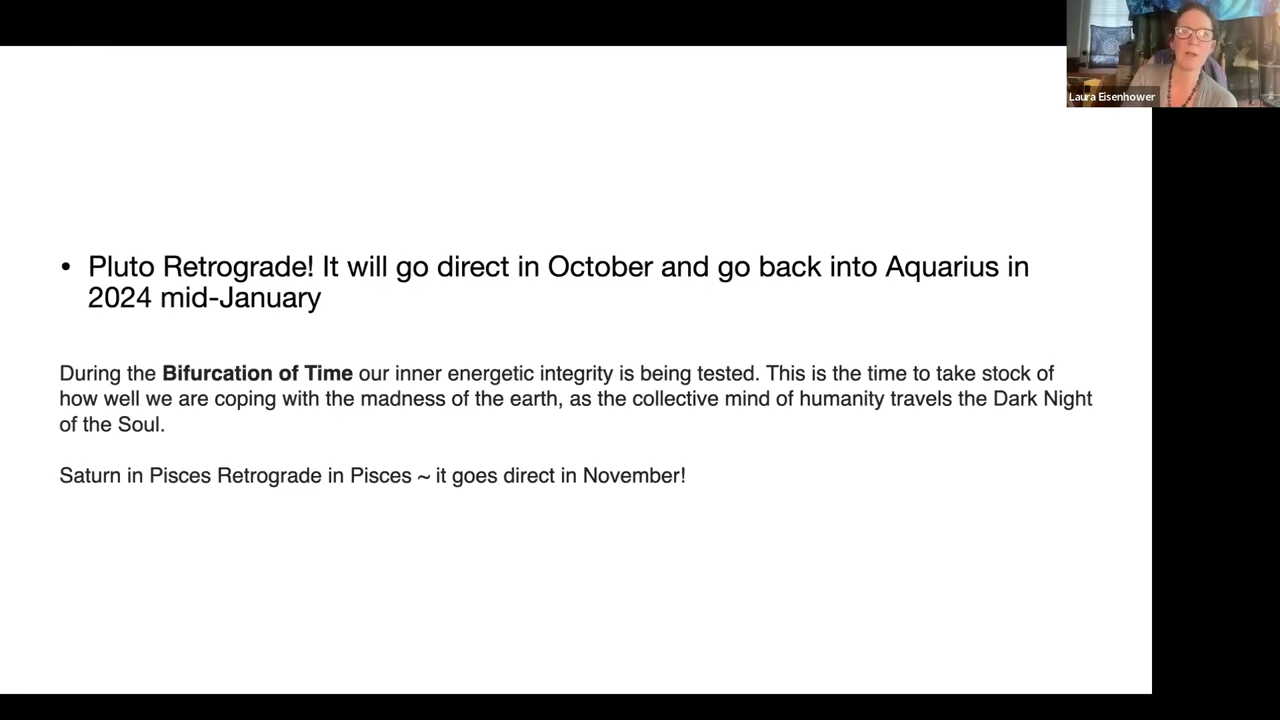 Laura Eisenhower
• Pluto Retrograde! It will go direct in October and go back into Aquarius in
2024 mid-January
During the Bifurcation of Time our inner energetic integrity is being tested. This is the time to take stock of
how well we are coping with the madness of the earth, as the collective mind of humanity travels the Dark Night
of the Soul.
Saturn in Pisces Retrograde in Pisces ~ it goes direct in November!